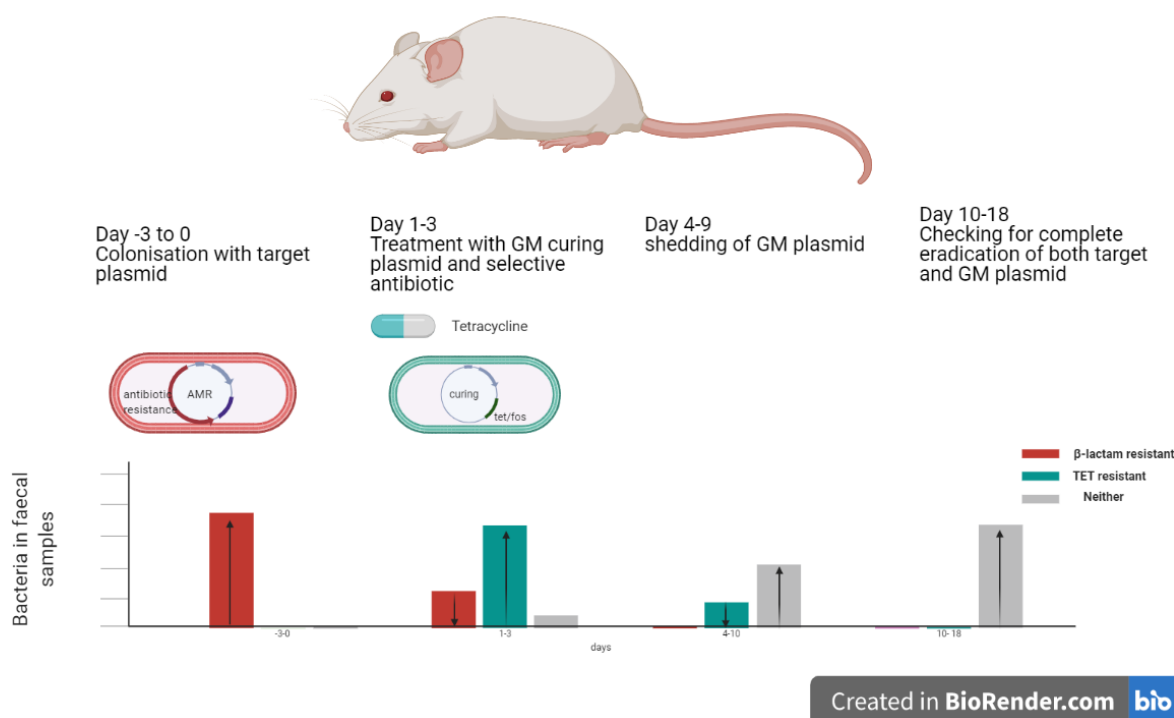 Day -3 to 0
Colonisation with target
plasmid
Day 1-3
Treatment with GM curing
plasmid and selective
antibiotic
Day 4-9
shedding of GM plasmid
Day 10-18
Checking for complete
eradication of both target
and GM plasmid
Tetracycline
antibiotic
resistance
AMR
curing
tet/fos
β-lactam resistant
TET resistant
Neither
Bacteria in faecal
samples
-3-0
1-3
4-10
10- 18
days
Created in BioRender.com bio